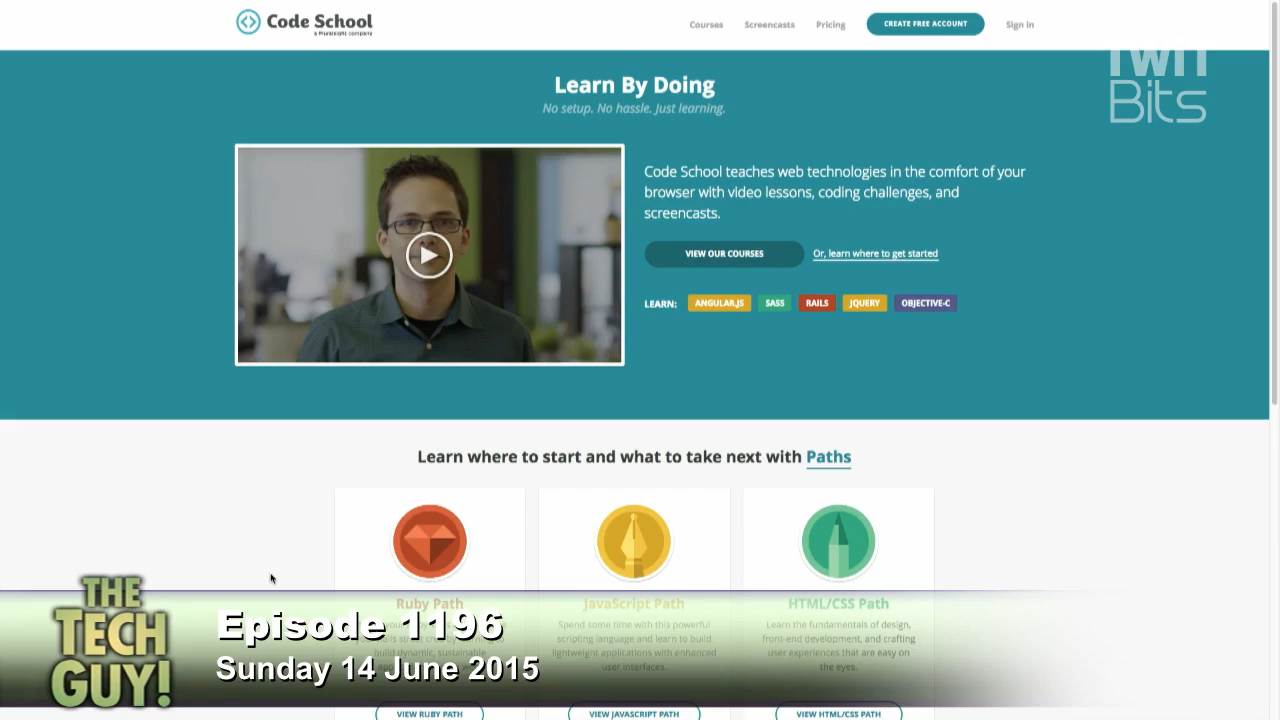 Code School
a Pluralsight company
Courses
Screencasts
Pricing
CREATE FREE ACCOUNT
Sign In
TWiT
Bits
Learn By Doing
No setup. No hassle. Just learning.
Code School teaches web technologies in the comfort of your
browser with video lessons, coding challenges, and
screencasts.
VIEW OUR COURSES
Or, learn where to get started
LEARN:
ANGULAR.JS
SASS
RAILS
JQUERY
OBJECTIVE-C
Learn where to start and what to take next with Paths
Ruby Path
build dynamic, sustainable
VIEW RUBY PATH
JavaScript Path
Spend some time with this powerful
scripting language and learn to build
lightweight applications with enhanced
user interfaces.
VIEW JAVASCRIPT PATH
HTML/CSS Path
Learn the fundamentals of design,
front-end development, and crafting
user experiences that are easy on
the eyes.
VIEW HTML/CSS PATH
THE
TECH
GUY!
Episode 1196
Sunday 14 June 2015